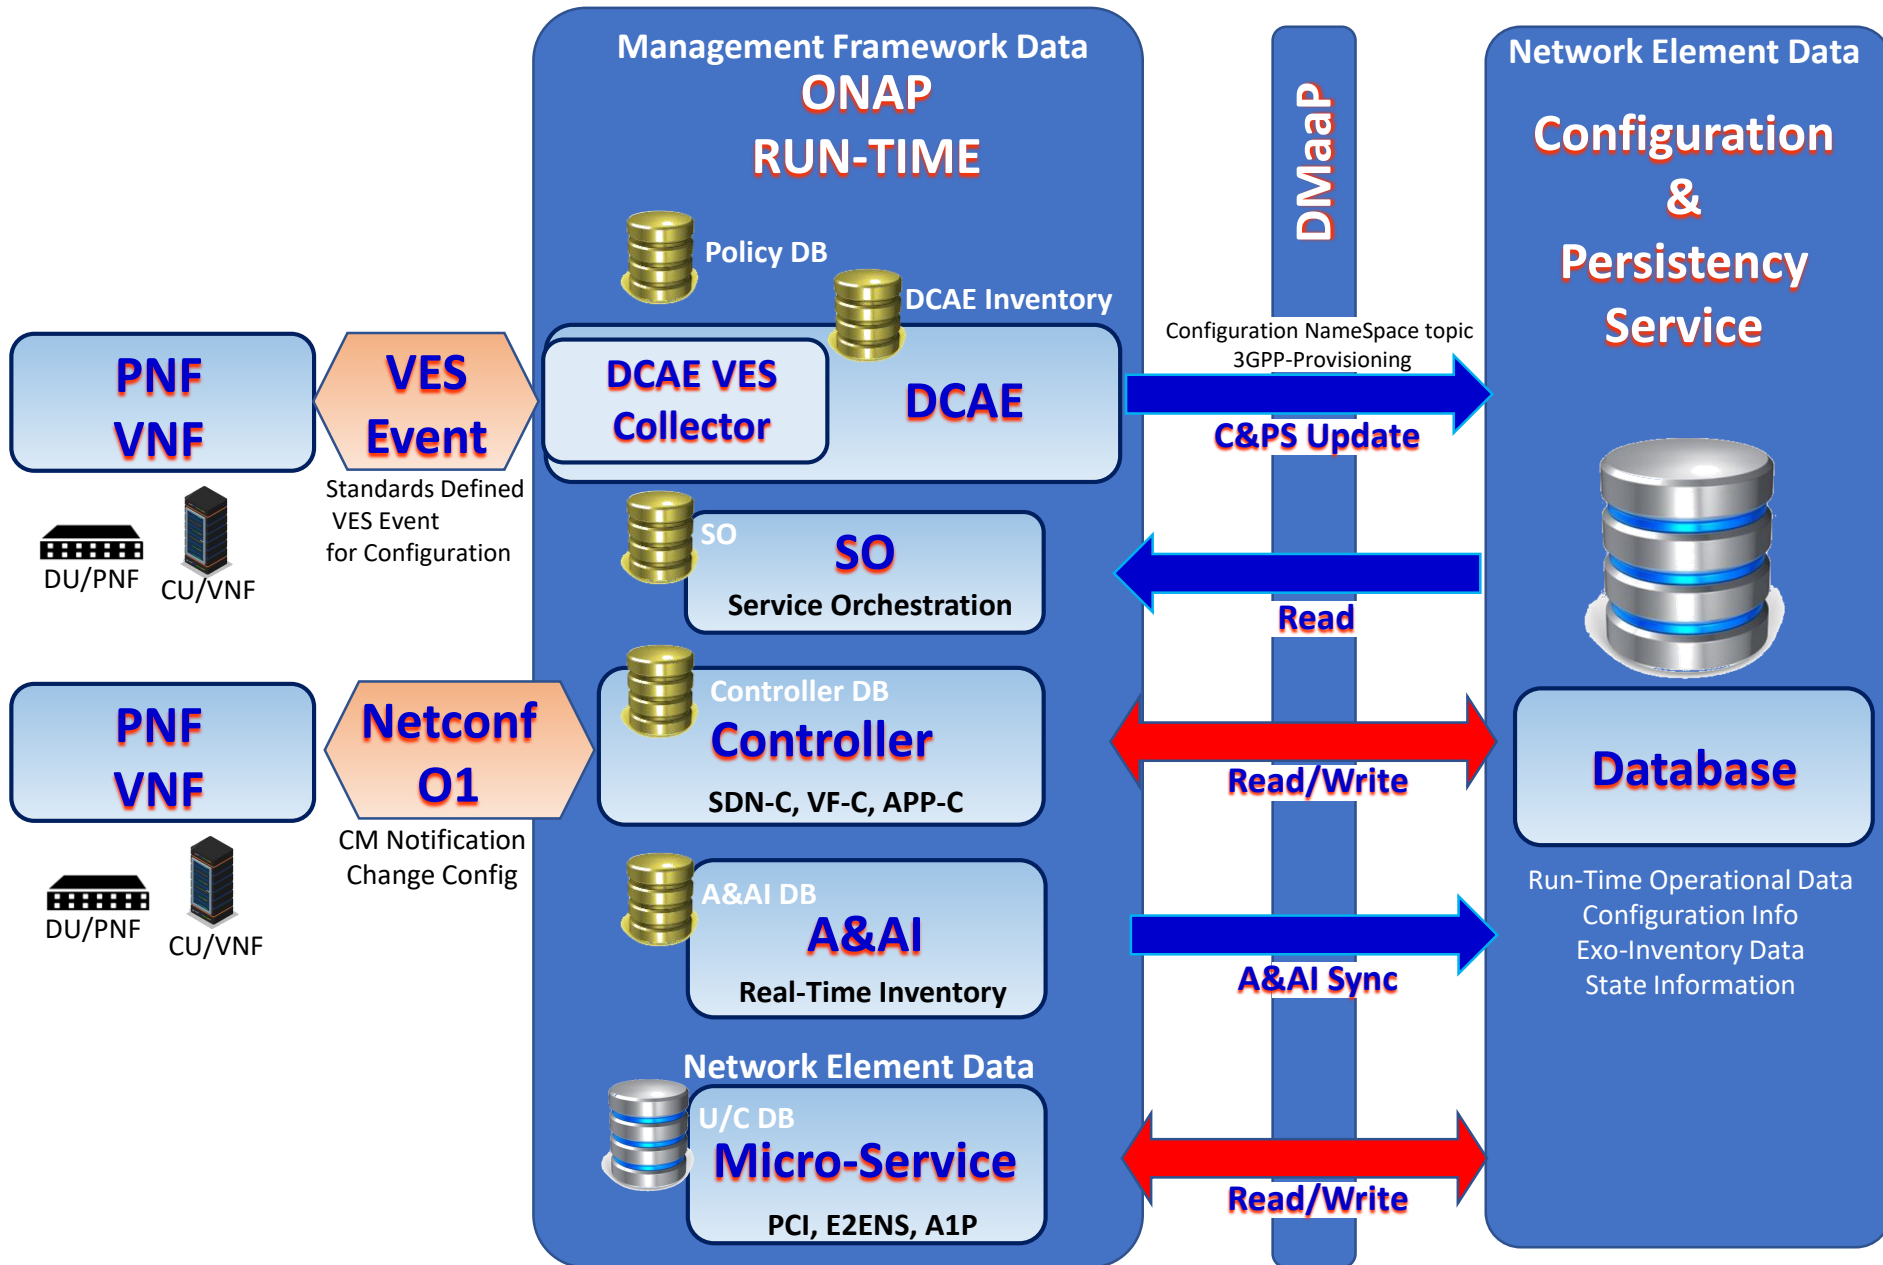 Management Framework Data
ONAP
RUN-TIME
Policy DB
DCAE Inventory
PNF
VNF
VES
Event
DCAE VES
Collector
DCAE
Standards Defined
VES Event
for Configuration
DU/PNF
CU/VNF
SO
SO
Service Orchestration
PNF
VNF
Netconf
O1
Controller DB
Controller
SDN-C, VF-C, APP-C
CM Notification
Change Config
DU/PNF
CU/VNF
A&AI DB
A&AI
Real-Time Inventory
Network Element Data
U/C DB
Micro-Service
PCI, E2ENS, A1P
DMaaP
Configuration NameSpace topic
3GPP-Provisioning
C&PS Update
Read
Read/Write
A&AI Sync
Read/Write
Network Element Data
Configuration
&
Persistency
Service
Database
Run-Time Operational Data
Configuration Info
Exo-Inventory Data
State Information